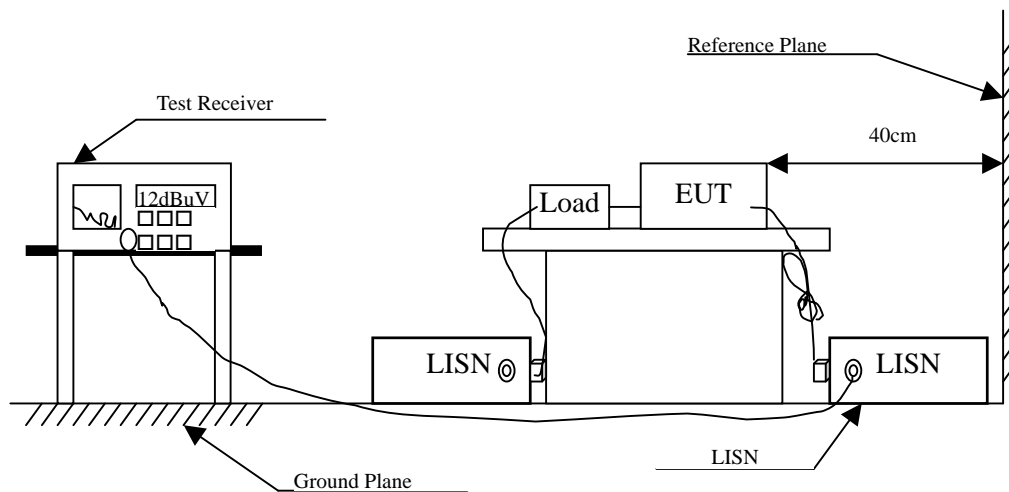 Reference Plane
Test Receiver
40cm
12dBuV
Load
EUT
LISN
LISN
LISN
Ground Plane